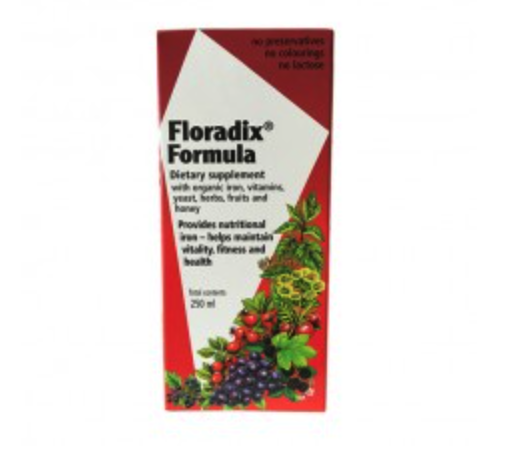 no preservatives
no colourings
no lactose
Floradix®
Formula
Dietary supplement
with organic iron, vitamins,
yeast, herbs, fruits and
honey
Provides nutritional
iron – helps maintain
vitality, fitness and
health
Total contents
250 ml